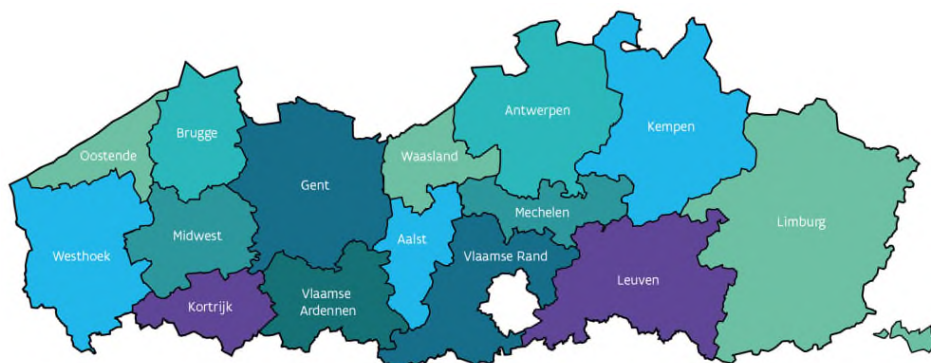 Antwerpen
Kempen
Brugge
Oostende
Waasland
Gent
Mechelen
Limburg
Midwest
Aalst
Westhoek
Vlaamse Rand
Leuven
Vlaamse
Ardennen
Kortrijk